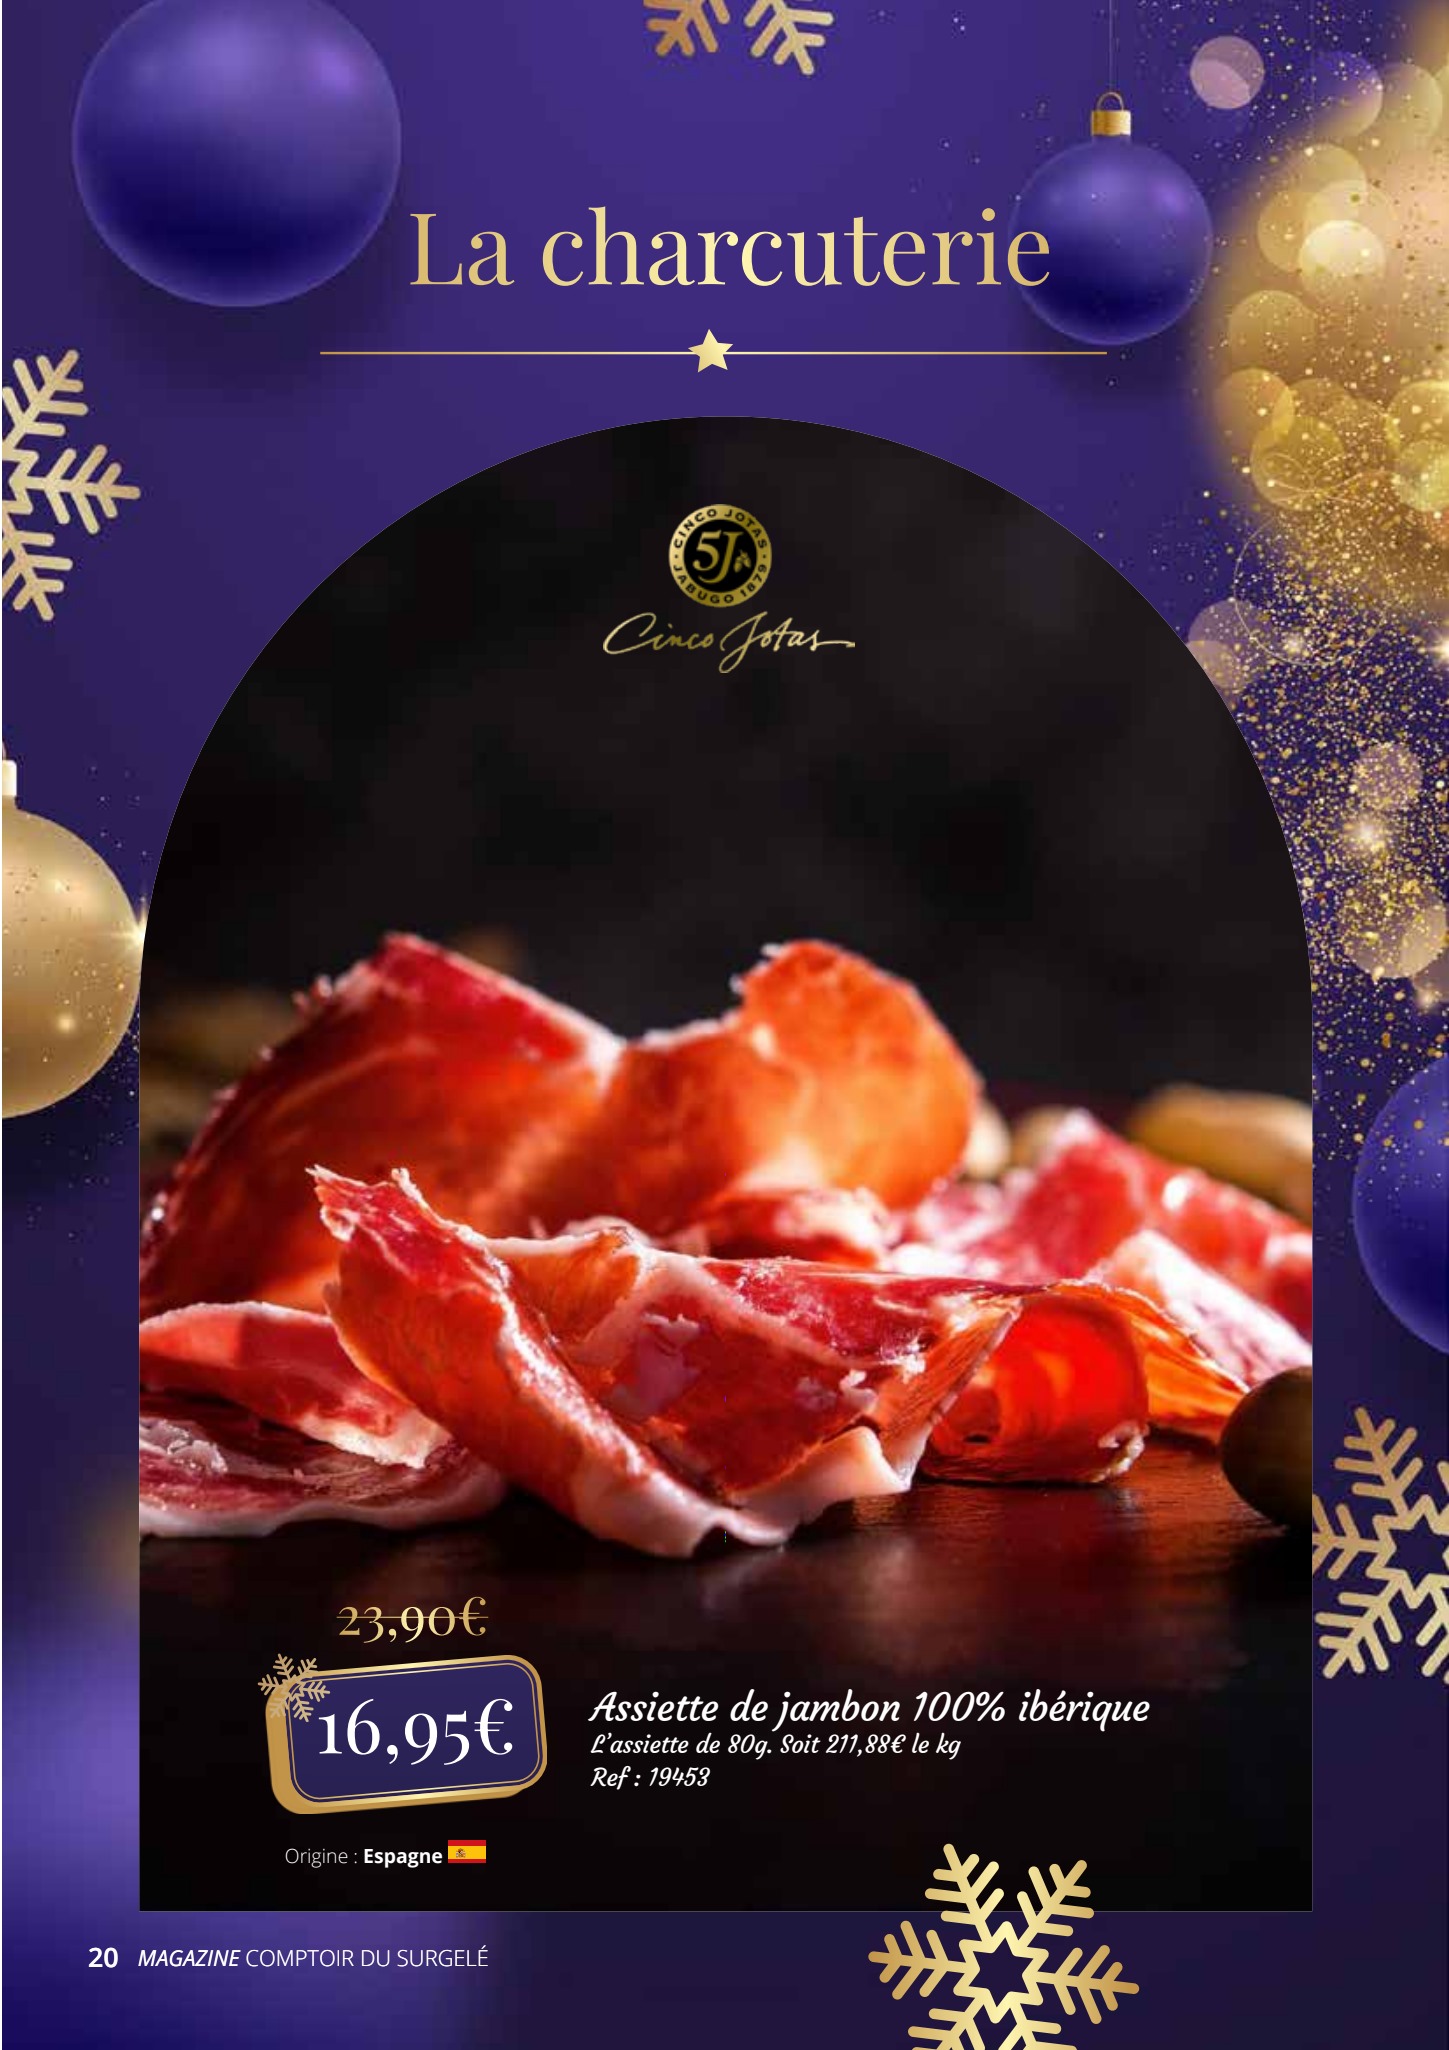 La charcuterie
CINCO JOTAS
5J
JABUGO 1879
Cinco Jotas
23,90€
16,95€
Assiette de jambon 100% ibérique
L'assiette de 80g. Soit 211,88€ le kg
Ref : 19453
Origine : Espagne
20 MAGAZINE COMPTOIR DU SURGELÉ